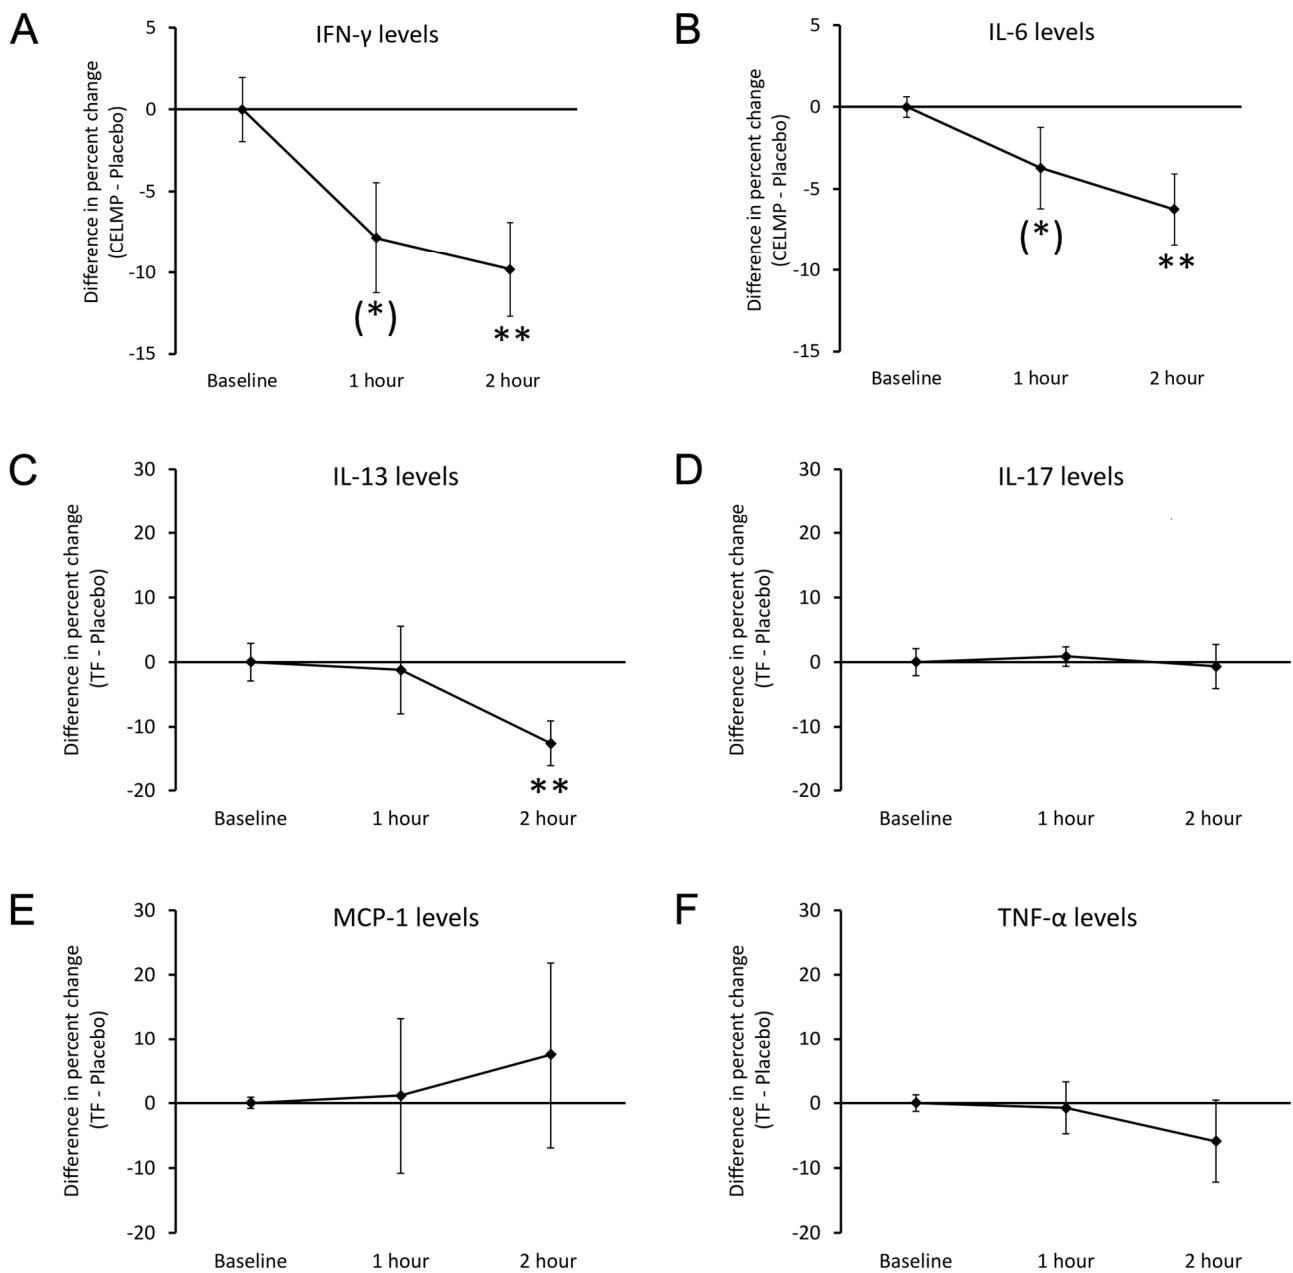 A
IFN-γ levels
Difference in percent change
(CELMP - Placebo)
5
0
-5
-10
-15
(*)
**
Baseline
1 hour
2 hour
B
IL-6 levels
Difference in percent change
(CELMP - Placebo)
5
0
-5
-10
-15
(*)
**
Baseline
1 hour
2 hour
C
IL-13 levels
Difference in percent change
(TF - Placebo)
30
20
10
0
-10
-20
**
Baseline
1 hour
2 hour
D
IL-17 levels
Difference in percent change
(TF - Placebo)
30
20
10
0
-10
-20
Baseline
1 hour
2 hour
E
MCP-1 levels
Difference in percent change
(TF - Placebo)
30
20
10
0
-10
-20
Baseline
1 hour
2 hour
F
TNF-α levels
Difference in percent change
(TF - Placebo)
30
20
10
0
-10
-20
Baseline
1 hour
2 hour